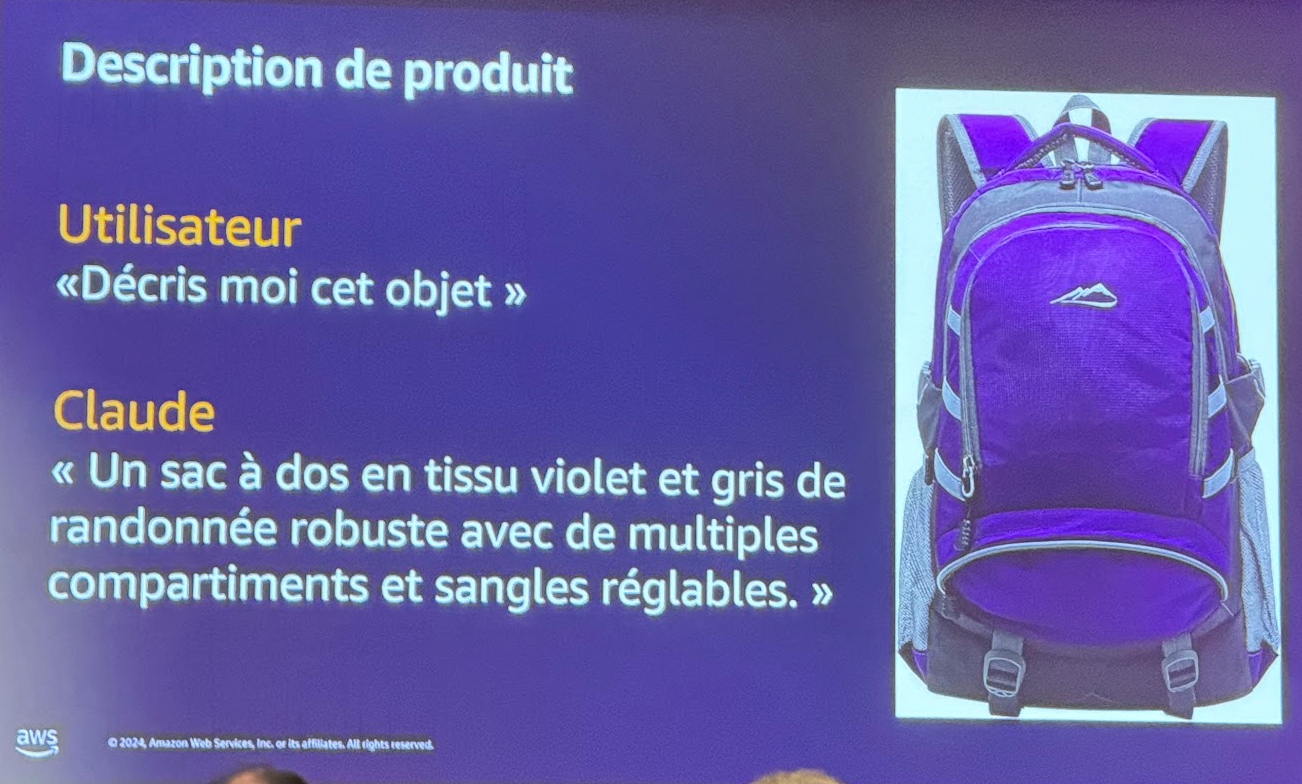 Description de produit
Utilisateur
«Décris moi cet objet »
Claude
« Un sac à dos en tissu violet et gris de
randonnée robuste avec de multiples
compartiments et sangles réglables. »
aws
© 2024, Amazon Web Services, Inc. or its affiliates. All rights reserved.